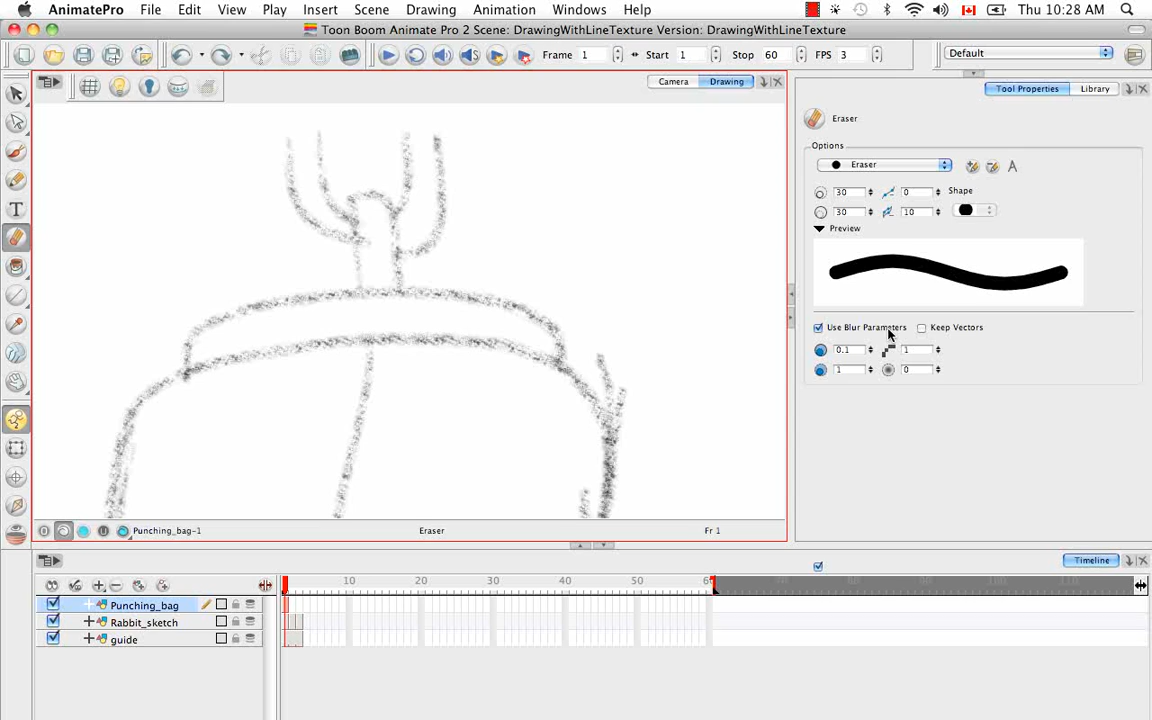 AnimatePro File Edit View Play Insert Scene Drawing Animation Windows Help Thu 10:28 AM
Toon Boom Animate Pro 2 Scene: DrawingWithLineTexture Version: DrawingWithLineTexture
Frame 1 Start 1 Stop 60 FPS 3 Default
Camera Drawing
Tool Properties Library
Eraser
Options
Eraser A
30 0 Shape
30 10
Preview
Use Blur Parameters Keep Vectors
0.1 1
1 0
T
Punching_bag-1 Eraser Fr 1
Timeline
10 20 30 40 50 60
Punching_bag
Rabbit_sketch
guide